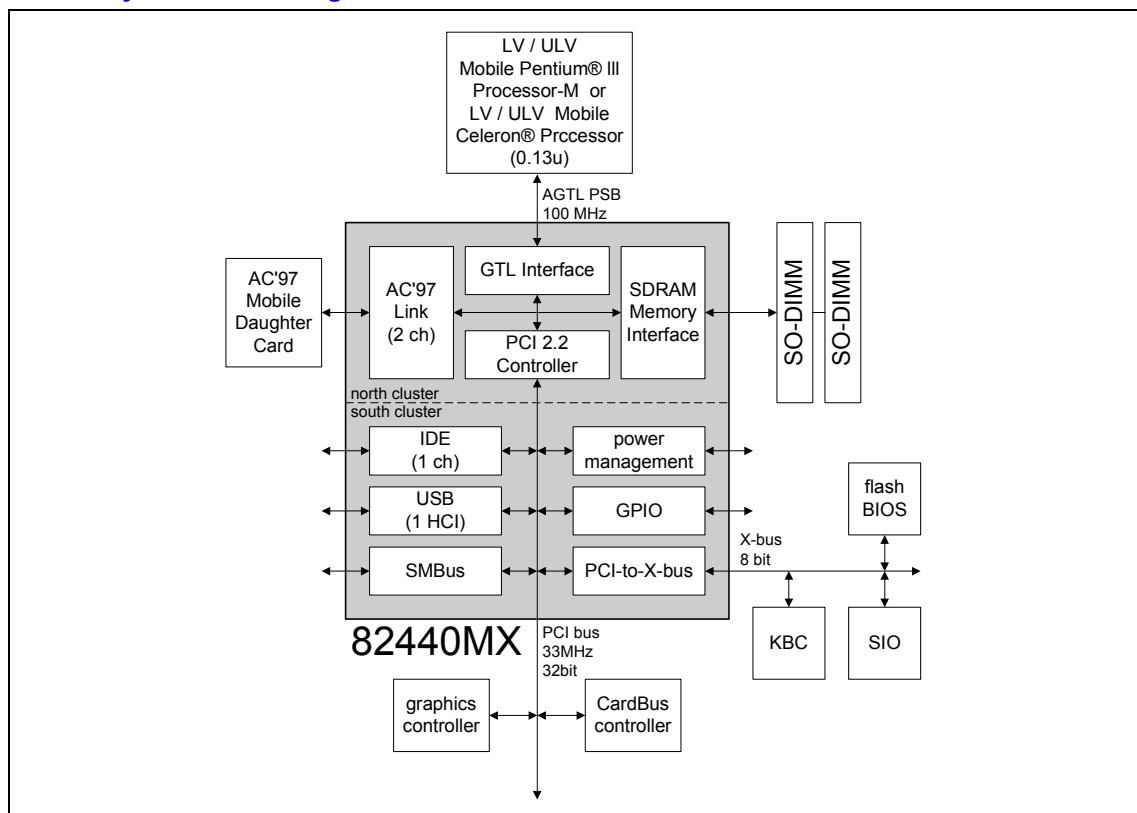 LV / ULV
Mobile Pentium® III
Processor-M or
LV / ULV Mobile
Celeron® Prccessor
(0.13u)
AGTL PSB
100 MHz
AC'97
Mobile
Daughter
Card
AC'97
Link
(2 ch)
GTL Interface
PCI 2.2
Controller
SDRAM
Memory
Interface
SO-DIMM
SO-DIMM
north cluster
south cluster
IDE
(1 ch)
power
management
USB
(1 HCI)
GPIO
SMBus
PCI-to-X-bus
X-bus
8 bit
flash
BIOS
KBC
SIO
82440MX
PCI bus
33MHz
32bit
graphics
controller
CardBus
controller